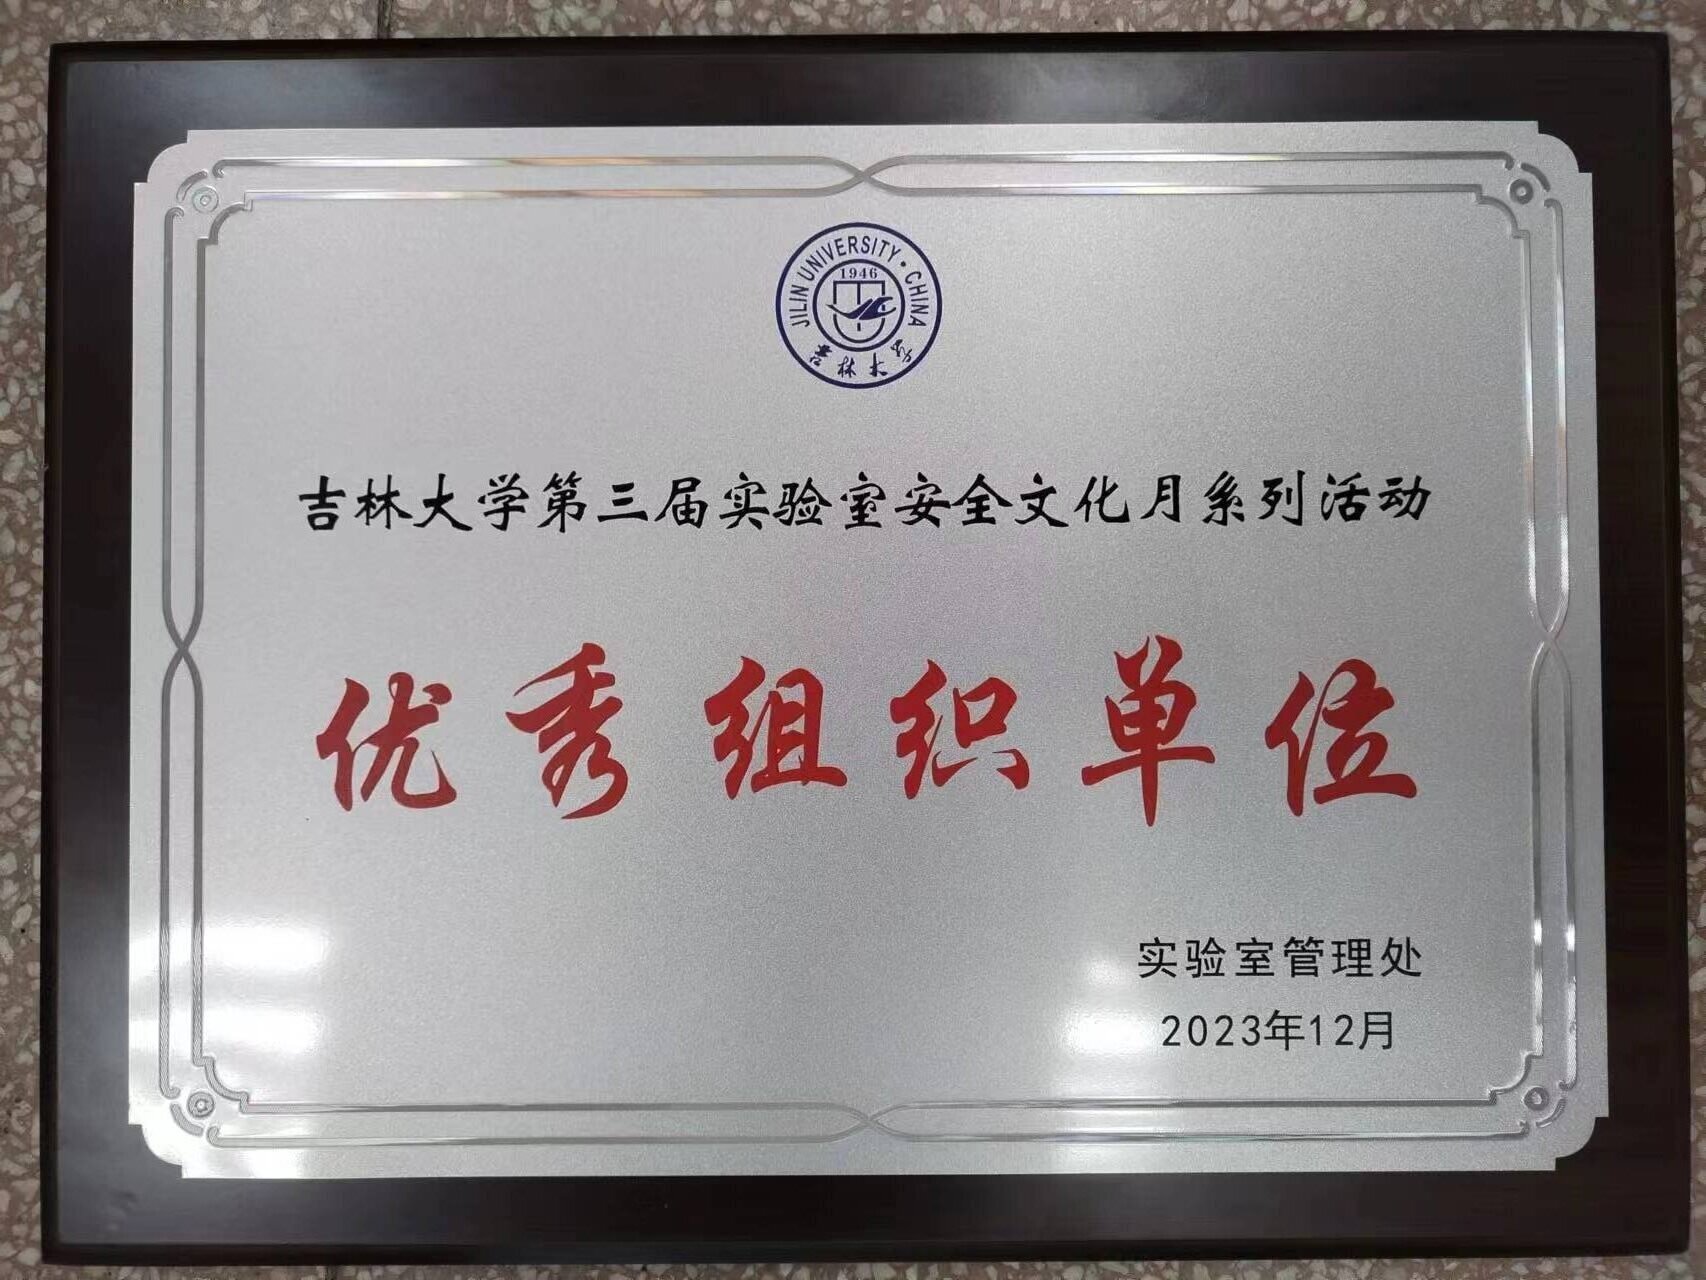 JILIN UNIVERSITY · CHINA
1946
吉林大学
吉林大学第三届实验室安全文化月系列活动
优秀组织单位
实验室管理处
2023年12月